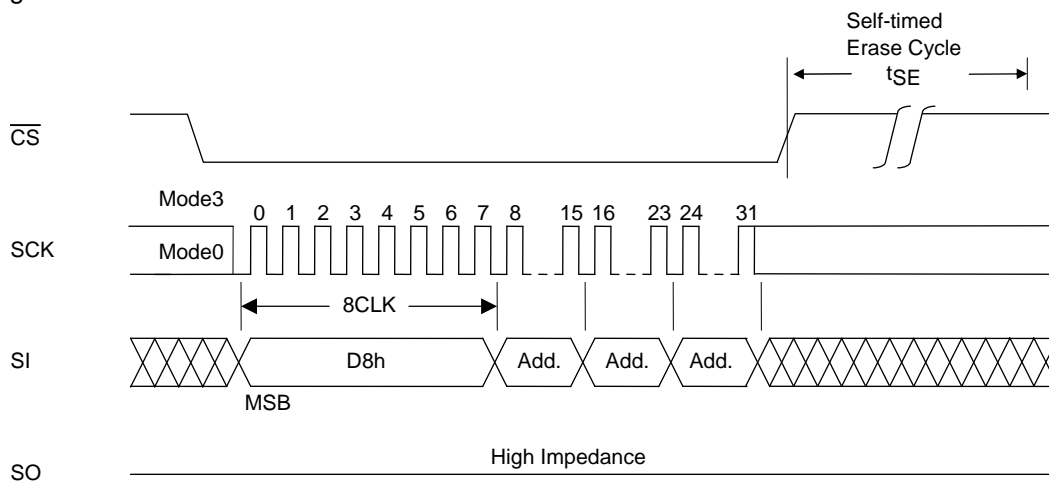 Self-timed
Erase Cycle
tSE
CS
Mode3
0 1 2 3 4 5 6 7 8 15 16 23 24 31
SCK
Mode0
8CLK
SI
D8h Add. Add. Add.
MSB
High Impedance
SO